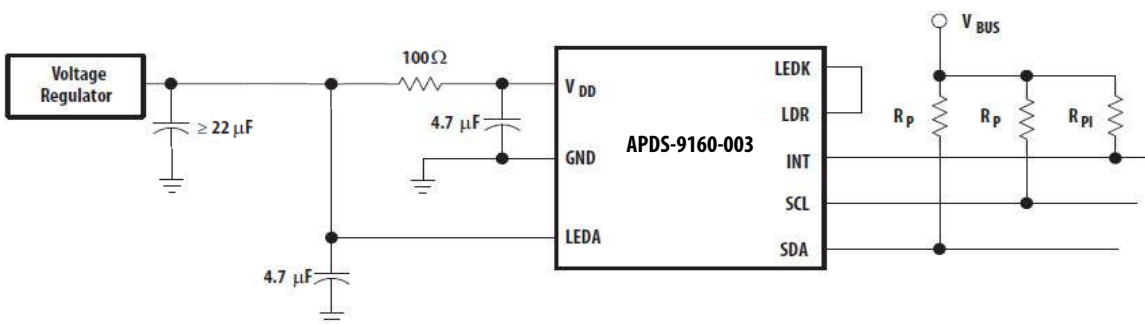 Voltage
Regulator
≥ 22 μF
100Ω
4.7 μF
4.7 μF
V DD
GND
LEDA
APDS-9160-003
LEDK
LDR
INT
SCL
SDA
V BUS
R P
R P
R PI